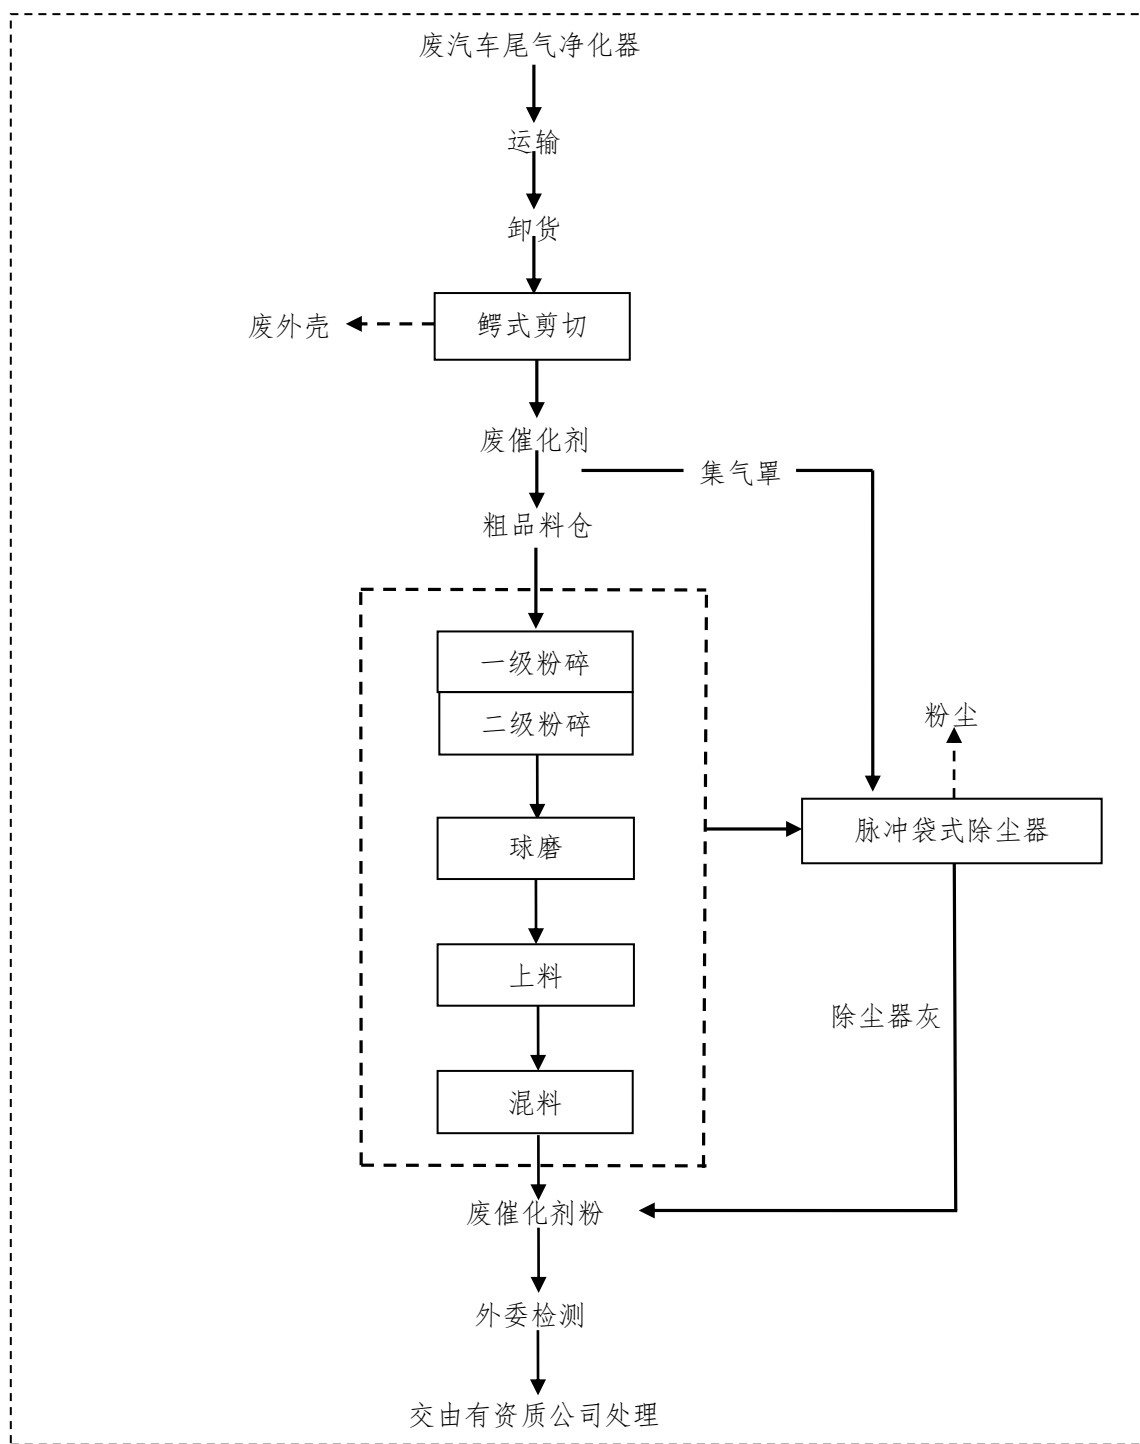 废汽车尾气净化器
运输
卸货
废外壳
鳄式剪切
废催化剂
集气罩
粗品料仓
一级粉碎
二级粉碎
粉尘
脉冲袋式除尘器
球磨
上料
除尘器灰
混料
废催化剂粉
外委检测
交由有资质公司处理